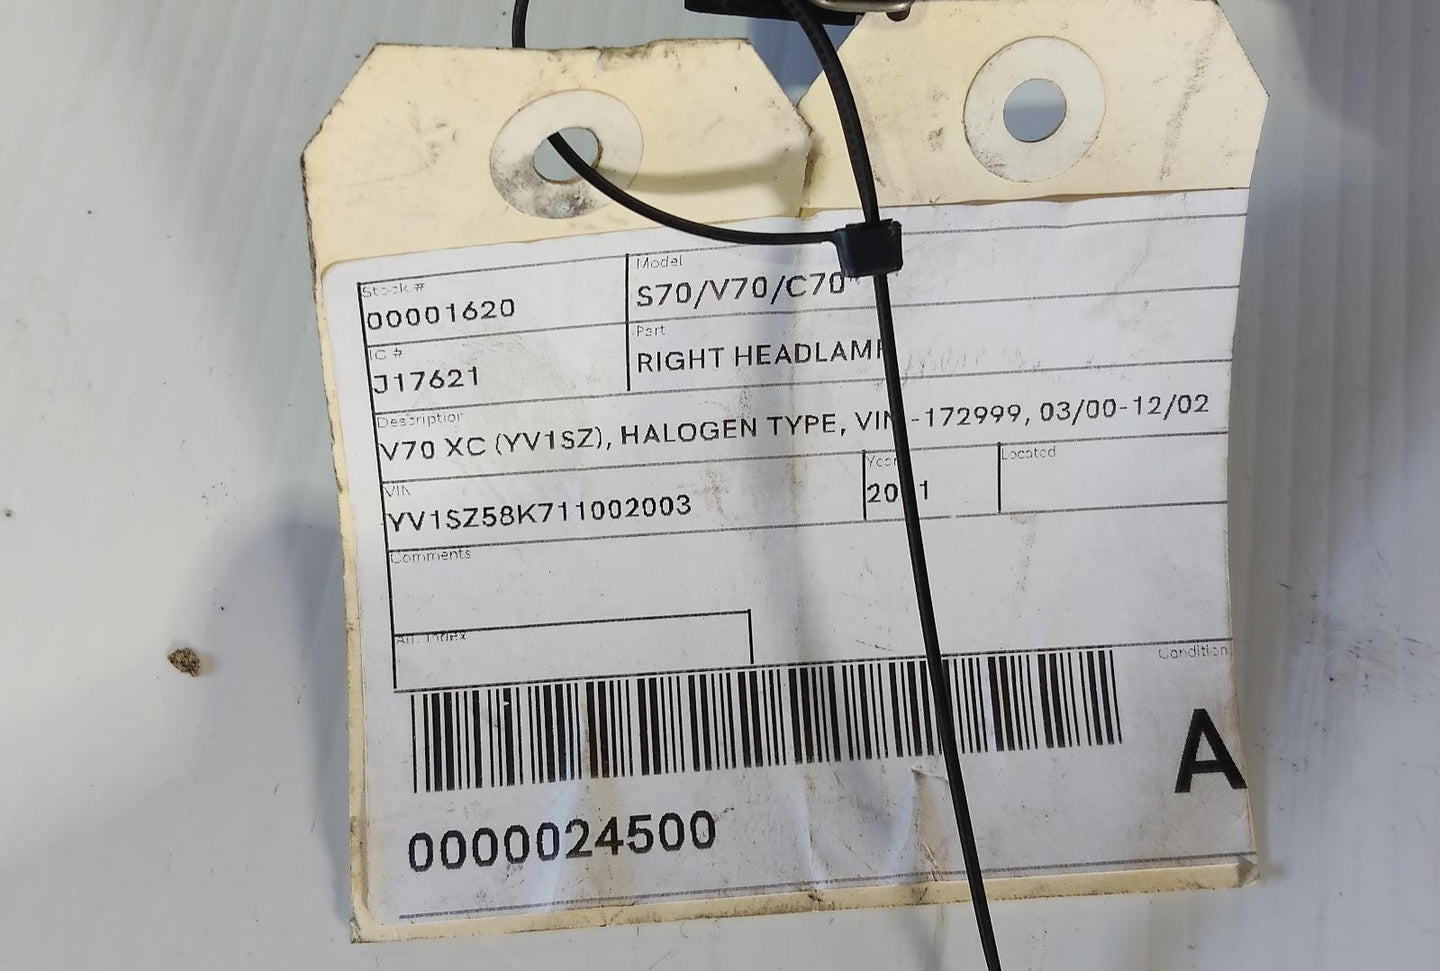 Stock #
00001620
Model
S70/V70/C70
IC #
J17621
Part
RIGHT HEADLAMP
Description
V70 XC (YV1SZ), HALOGEN TYPE, VIN -172999, 03/00-12/02
VIN
YV1SZ58K711002003
Year
Located
Comments
Condition
A
0000024500